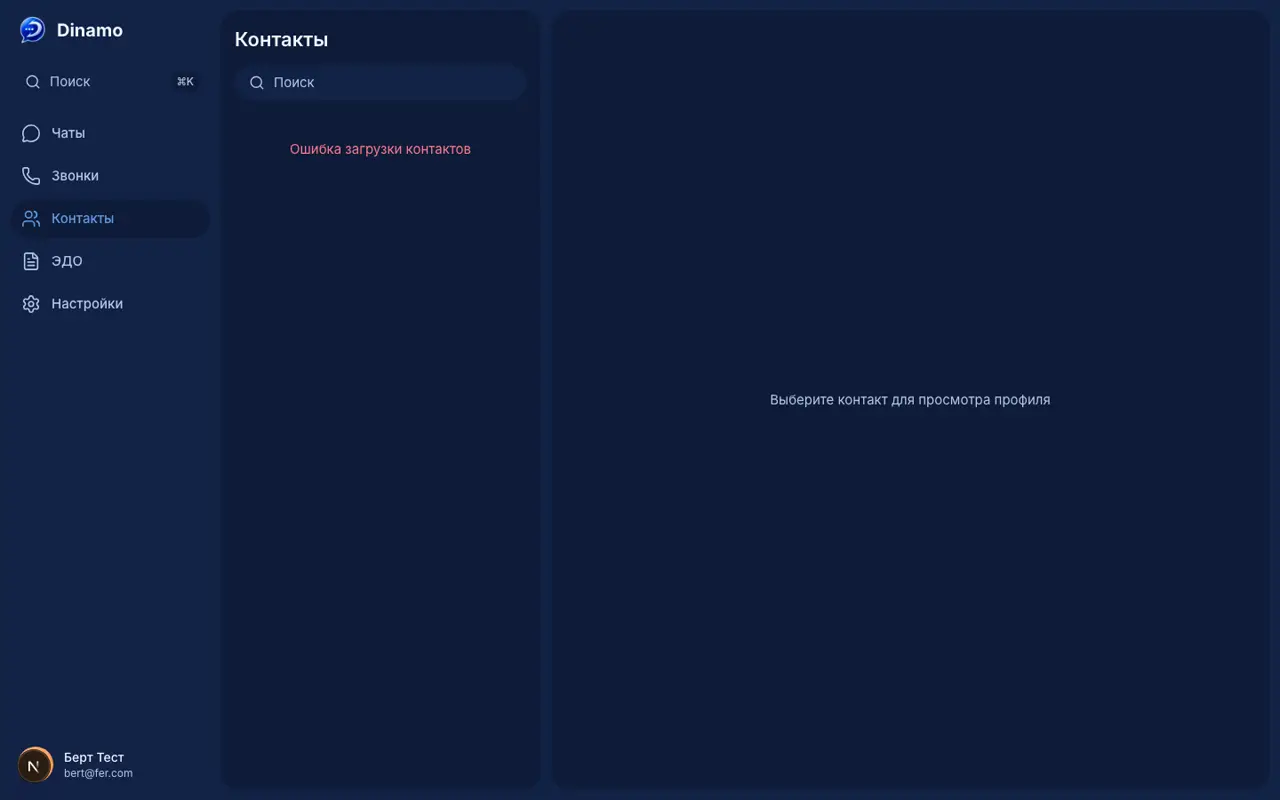 Dinamo
Поиск ⌘K
Чаты
Звонки
Контакты
ЭДО
Настройки
N
Берт Тест
bert@fer.com
Контакты
Поиск
Ошибка загрузки контактов
Выберите контакт для просмотра профиля